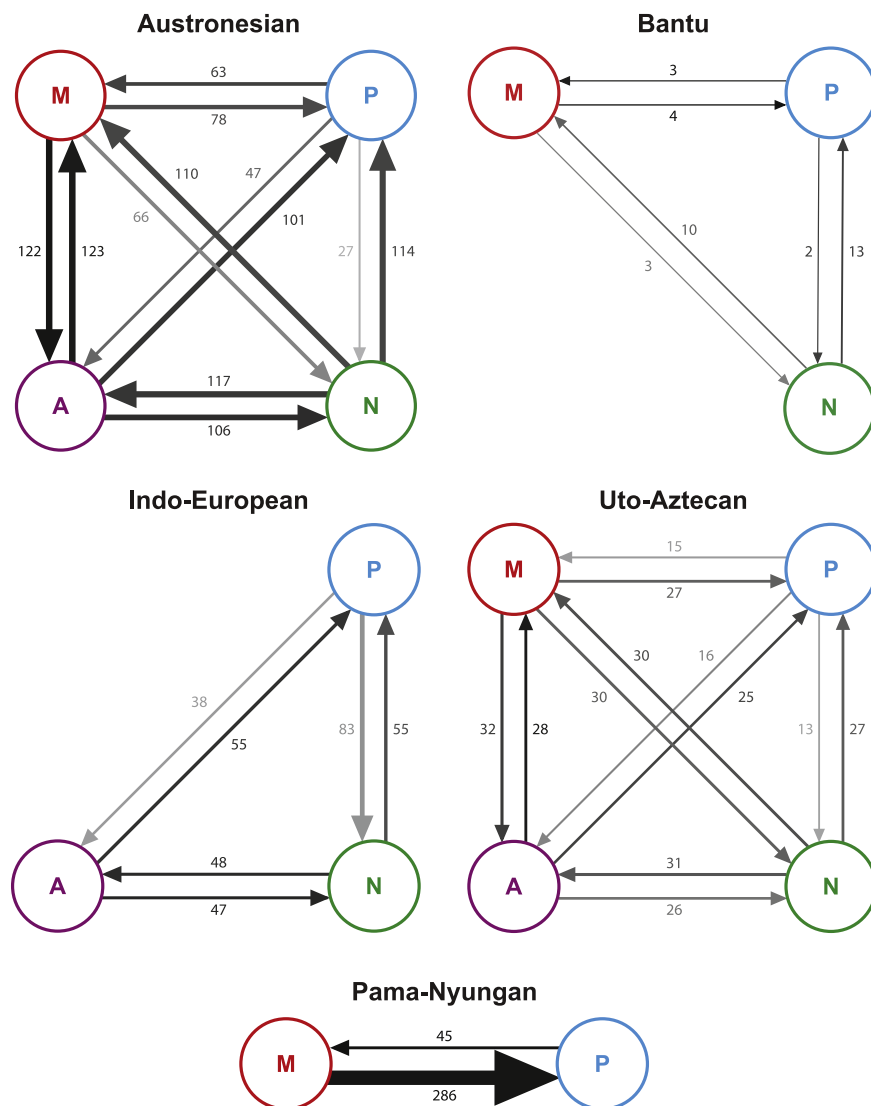 Austronesian
Bantu
M
63
P
78
110
47
66
101
122
123
27
114
A
117
N
106
M
3
P
4
10
3
2
13
N
Indo-European
Uto-Aztecan
P
38
55
83
55
A
48
N
47
M
15
P
27
30
16
30
25
32
28
13
27
A
31
N
26
Pama-Nyungan
M
45
P
286